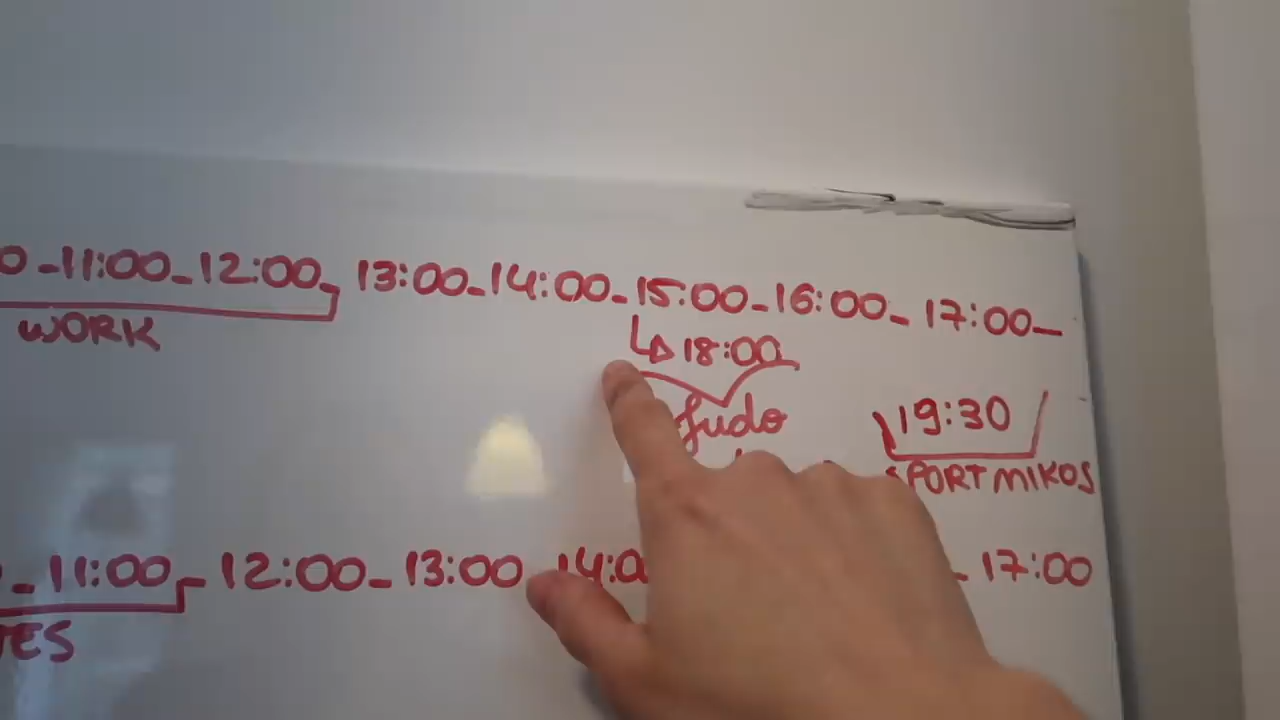 0 - 11:00 - 12:00 - 13:00 - 14:00 - 15:00 - 16:00 - 17:00 -
WORK
↳ 18:00
Judo
19:30
SPORT MIKOS
- 11:00 - 12:00 - 13:00 14:0 - 17:00
TES